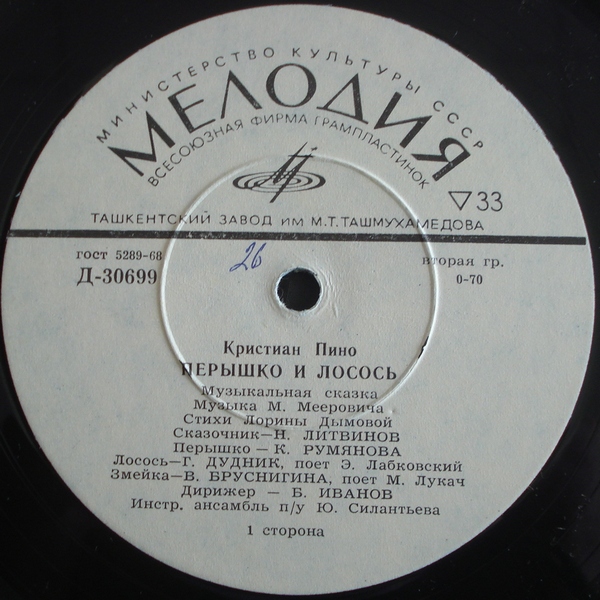 МИНИСТЕРСТВО КУЛЬТУРЫ СССР
МЕЛОДИЯ
ВСЕСОЮЗНАЯ ФИРМА ГРАМПЛАСТИНОК
33
ТАШКЕНТСКИЙ ЗАВОД ИМ М.Т.ТАШМУХАМЕДОВА
гост 5289-68
Д-30699
26
вторая гр.
0-70
Кристиан Пино
ПЕРЫШКО И ЛОСОСЬ
Музыкальная сказка
Музыка М. Мееровича
Стихи Лорины Дымовой
Сказочник—Н. ЛИТВИНОВ
Перышко — К. РУМЯНОВА
Лосось—Г. ДУДНИК, поет Э. Лабковский
Змейка—В. БРУСНИГИНА, поет М. Лукач
Дирижер — Б. ИВАНОВ
Инстр. ансамбль п/у Ю. Силантьева
1 сторона